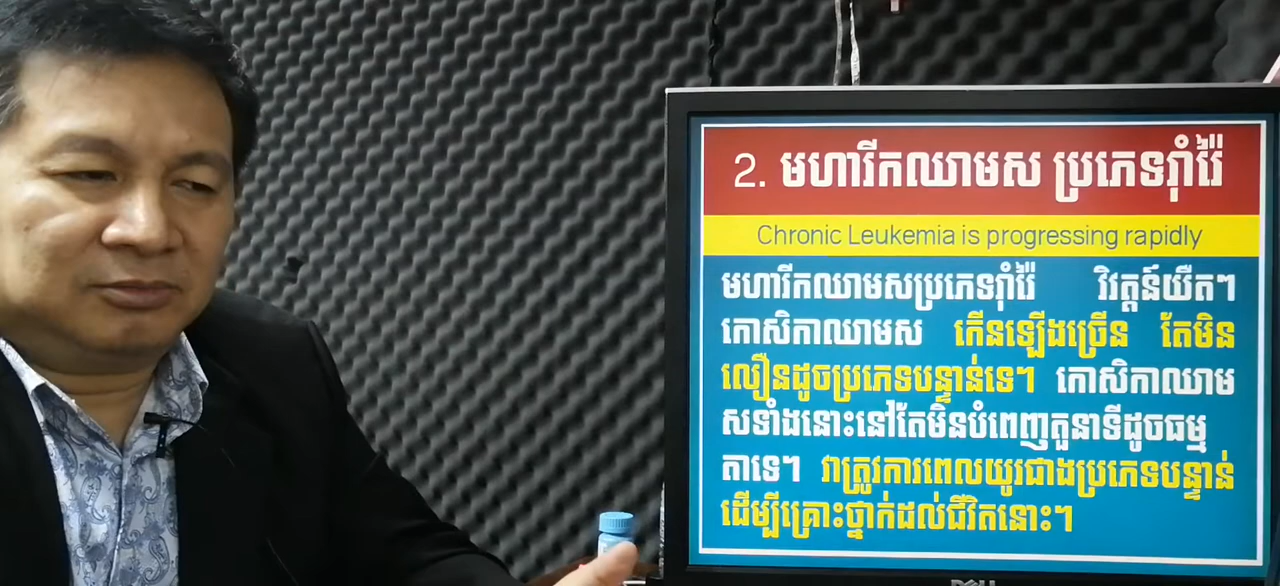 2. មហារីកឈាមស ប្រភេទរ៉ាំរ៉ៃ
Chronic Leukemia is progressing rapidly
មហារីកឈាមសប្រភេទរ៉ាំរ៉ៃ វិវត្តន៍យឺតៗ
កោសិកាឈាមស កើនឡើងច្រើន តែមិន
លឿនដូចប្រភេទបន្ទាន់ទេ។ កោសិកាឈាម
សទាំងនោះនៅតែមិនបំពេញតួនាទីដូចធម្ម
តាទេ។ វាត្រូវការពេលយូរជាងប្រភេទបន្ទាន់
ដើម្បីគ្រោះថ្នាក់ដល់ជីវិតនោះៗ